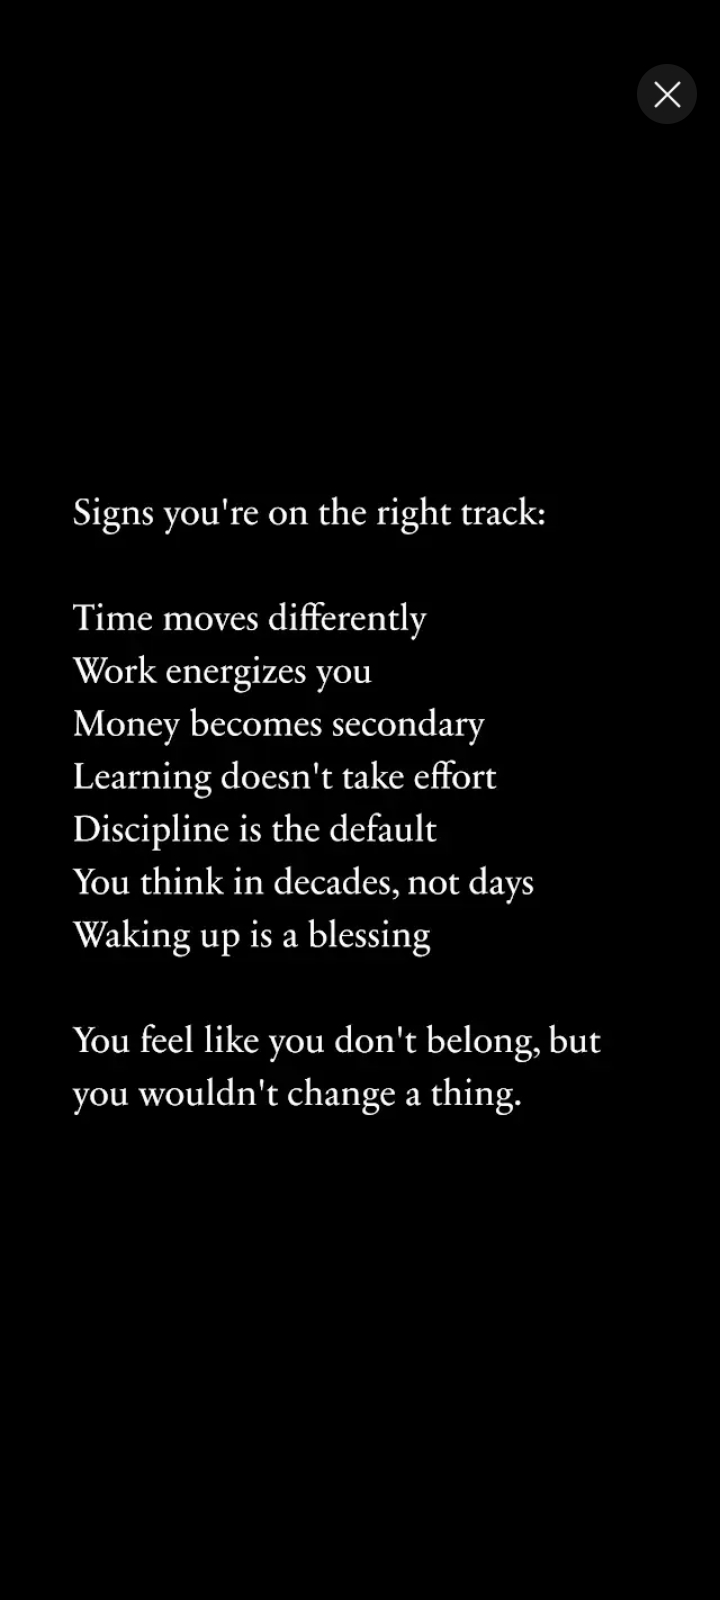 Signs you're on the right track:
Time moves differently
Work energizes you
Money becomes secondary
Learning doesn't take effort
Discipline is the default
You think in decades, not days
Waking up is a blessing
You feel like you don't belong, but
you wouldn't change a thing.